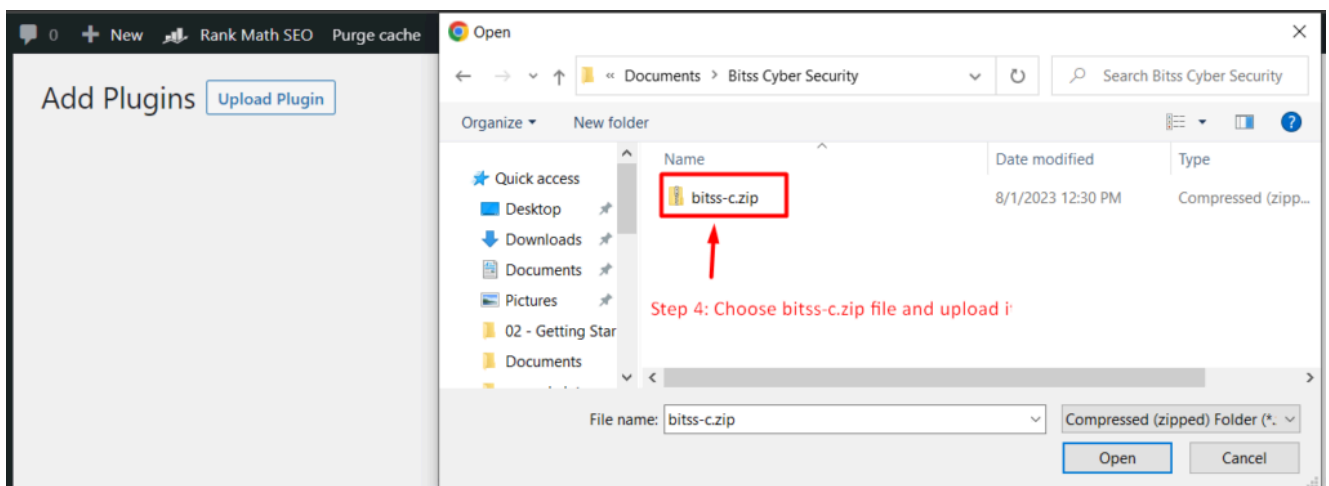 0 New Rank Math SEO Purge cache
Add Plugins Upload Plugin
Open
« Documents > Bitss Cyber Security
Search Bitss Cyber Security
Organize New folder
Name Date modified Type
Quick access
bitss-c.zip 8/1/2023 12:30 PM Compressed (zipp...
Desktop
Downloads
Documents
Pictures
Step 4: Choose bitss-c.zip file and upload
02 - Getting Star
Documents
File name: bitss-c.zip Compressed (zipped) Folder (*.
Open Cancel